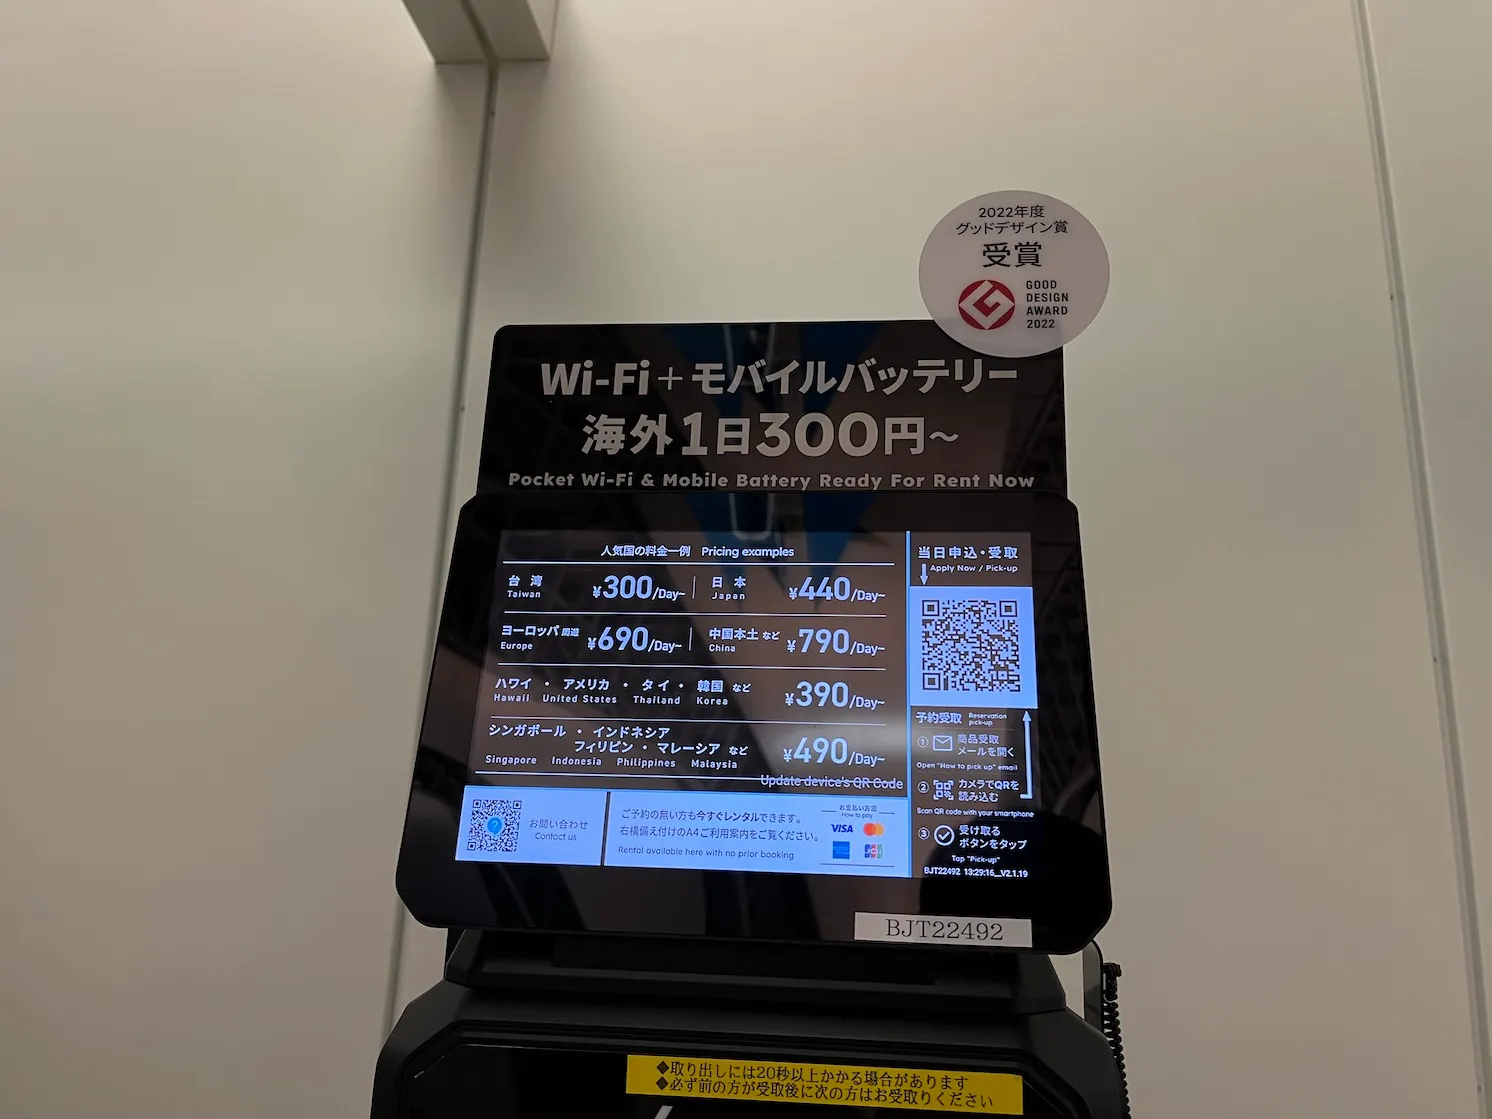 2022年度
グッドデザイン賞
受賞
GOOD
DESIGN
AWARD
2022
Wi-Fi+モバイルバッテリー
海外1日300円~
Pocket Wi-Fi & Mobile Battery Ready For Rent Now
人気国の料金一例 Pricing examples
台湾 ¥300/Day~ 日本 ¥440/Day~
Taiwan Japan
ヨーロッパ周遊 ¥690/Day~ 中国本土など ¥790/Day~
Europe China
ハワイ ・ アメリカ ・ タイ ・ 韓国 など ¥390/Day~
Hawaii United States Thailand Korea
シンガポール ・ インドネシア
フィリピン ・ マレーシア など ¥490/Day~
Singapore Indonesia Philippines Malaysia
Update device's QR Code
お問い合わせ
Contact us
ご予約の無い方も今すぐレンタルできます。
右横備え付けのA4ご利用案内をご覧ください。
Rental available here with no prior booking
お支払い方法
How to pay
VISA
JCB
当日申込・受取
Apply Now / Pick-up
予約受取 Reservation pick-up
① 商品受取
メールを開く
Open "How to pick up" email
② カメラでQRを
読み込む
Scan QR code with your smartphone
③ 受け取る
ボタンをタップ
Tap "Pick-up"
BJT22492 13:29:16__V2.1.19
BJT22492
◆取り出しには20秒以上かかる場合があります
◆必ず前の方が受取後に次の方はお受取りください